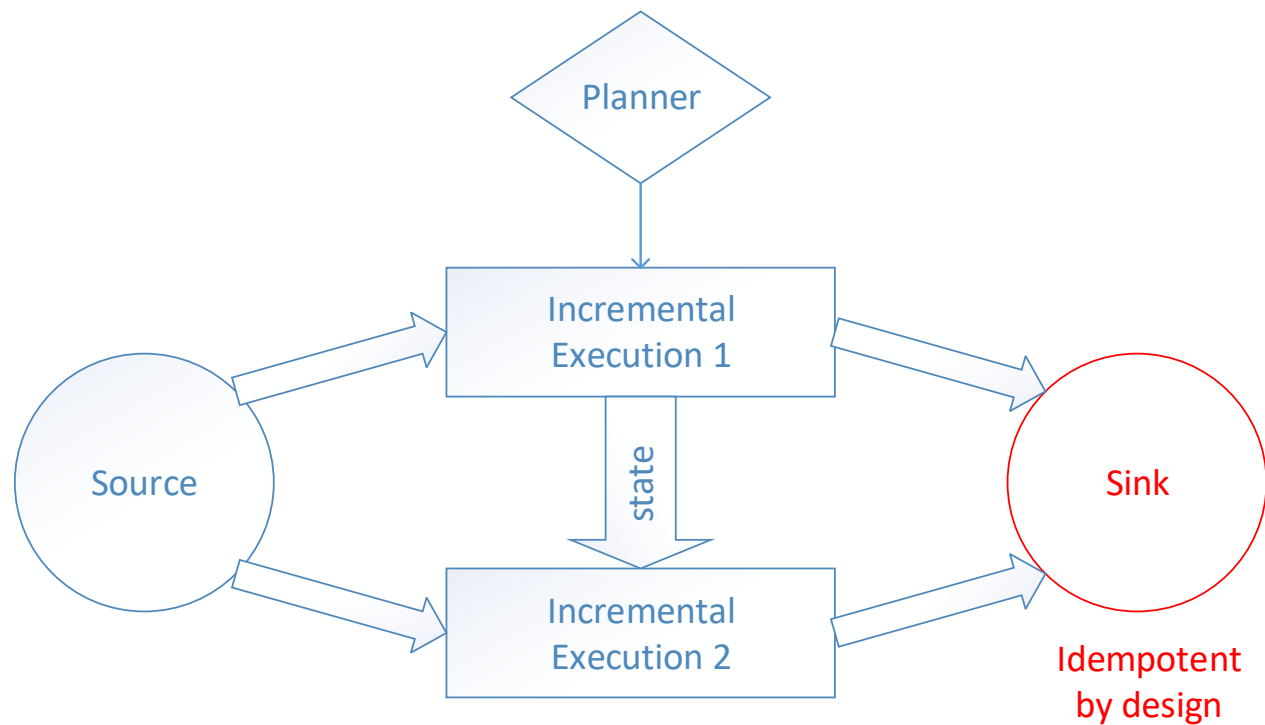 Planner
Incremental
Execution 1
Source
state
Sink
Incremental
Execution 2
Idempotent
by design